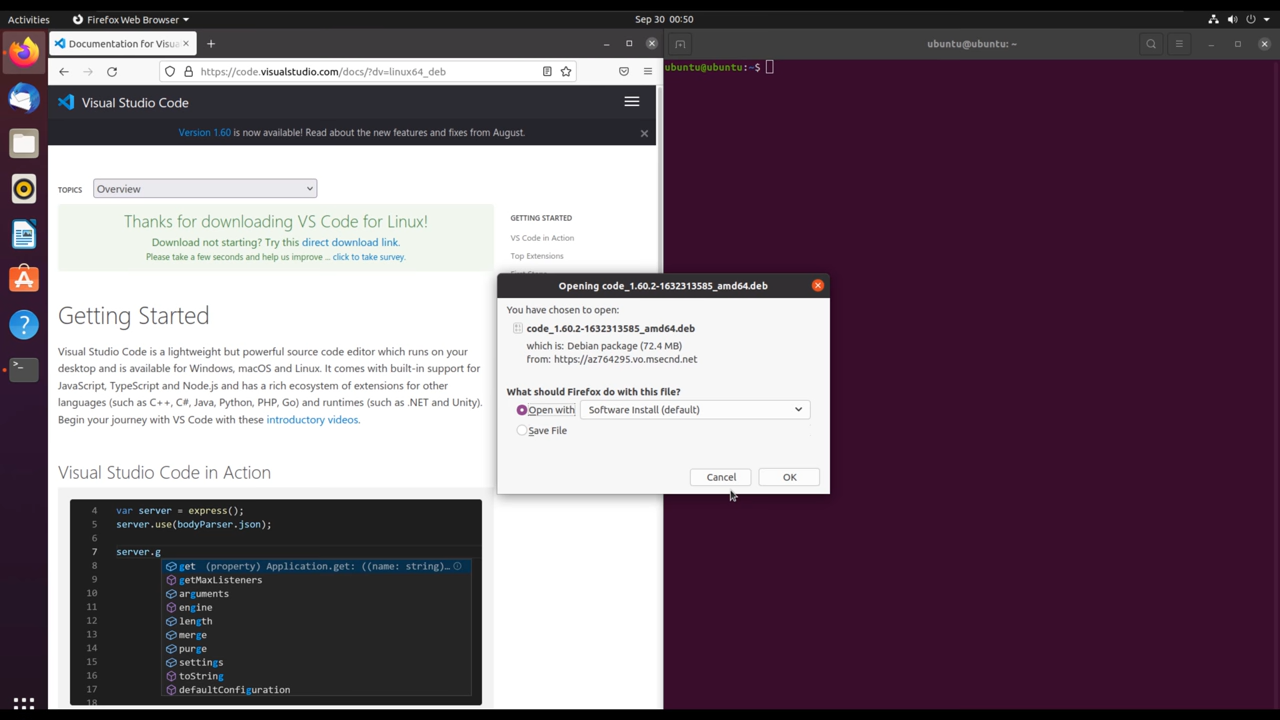 Activities
Firefox Web Browser
Sep 30 00:50
Documentation for Visua
ubuntu@ubuntu: ~
https://code.visualstudio.com/docs/?dv=linux64_deb
ubuntu@ubuntu:~$
Visual Studio Code
Version 1.60 is now available! Read about the new features and fixes from August.
TOPICS
Overview
Thanks for downloading VS Code for Linux!
Download not starting? Try this direct download link.
Please take a few seconds and help us improve ... click to take survey.
GETTING STARTED
VS Code in Action
Top Extensions
Getting Started
Visual Studio Code is a lightweight but powerful source code editor which runs on your
desktop and is available for Windows, macOS and Linux. It comes with built-in support for
JavaScript, TypeScript and Node.js and has a rich ecosystem of extensions for other
languages (such as C++, C#, Java, Python, PHP, Go) and runtimes (such as .NET and Unity).
Begin your journey with VS Code with these introductory videos.
Opening code_1.60.2-1632313585_amd64.deb
You have chosen to open:
code_1.60.2-1632313585_amd64.deb
which is: Debian package (72.4 MB)
from: https://az764295.vo.msecnd.net
What should Firefox do with this file?
Open with
Software Install (default)
Save File
Cancel
OK
Visual Studio Code in Action
4 var server = express();
5 server.use(bodyParser.json);
6
7 server.g
8 get (property) Application.get: ((name: string)…
9 getMaxListeners
10 arguments
11 engine
12 length
13 merge
14 purge
15 settings
16 toString
17 defaultConfiguration
18